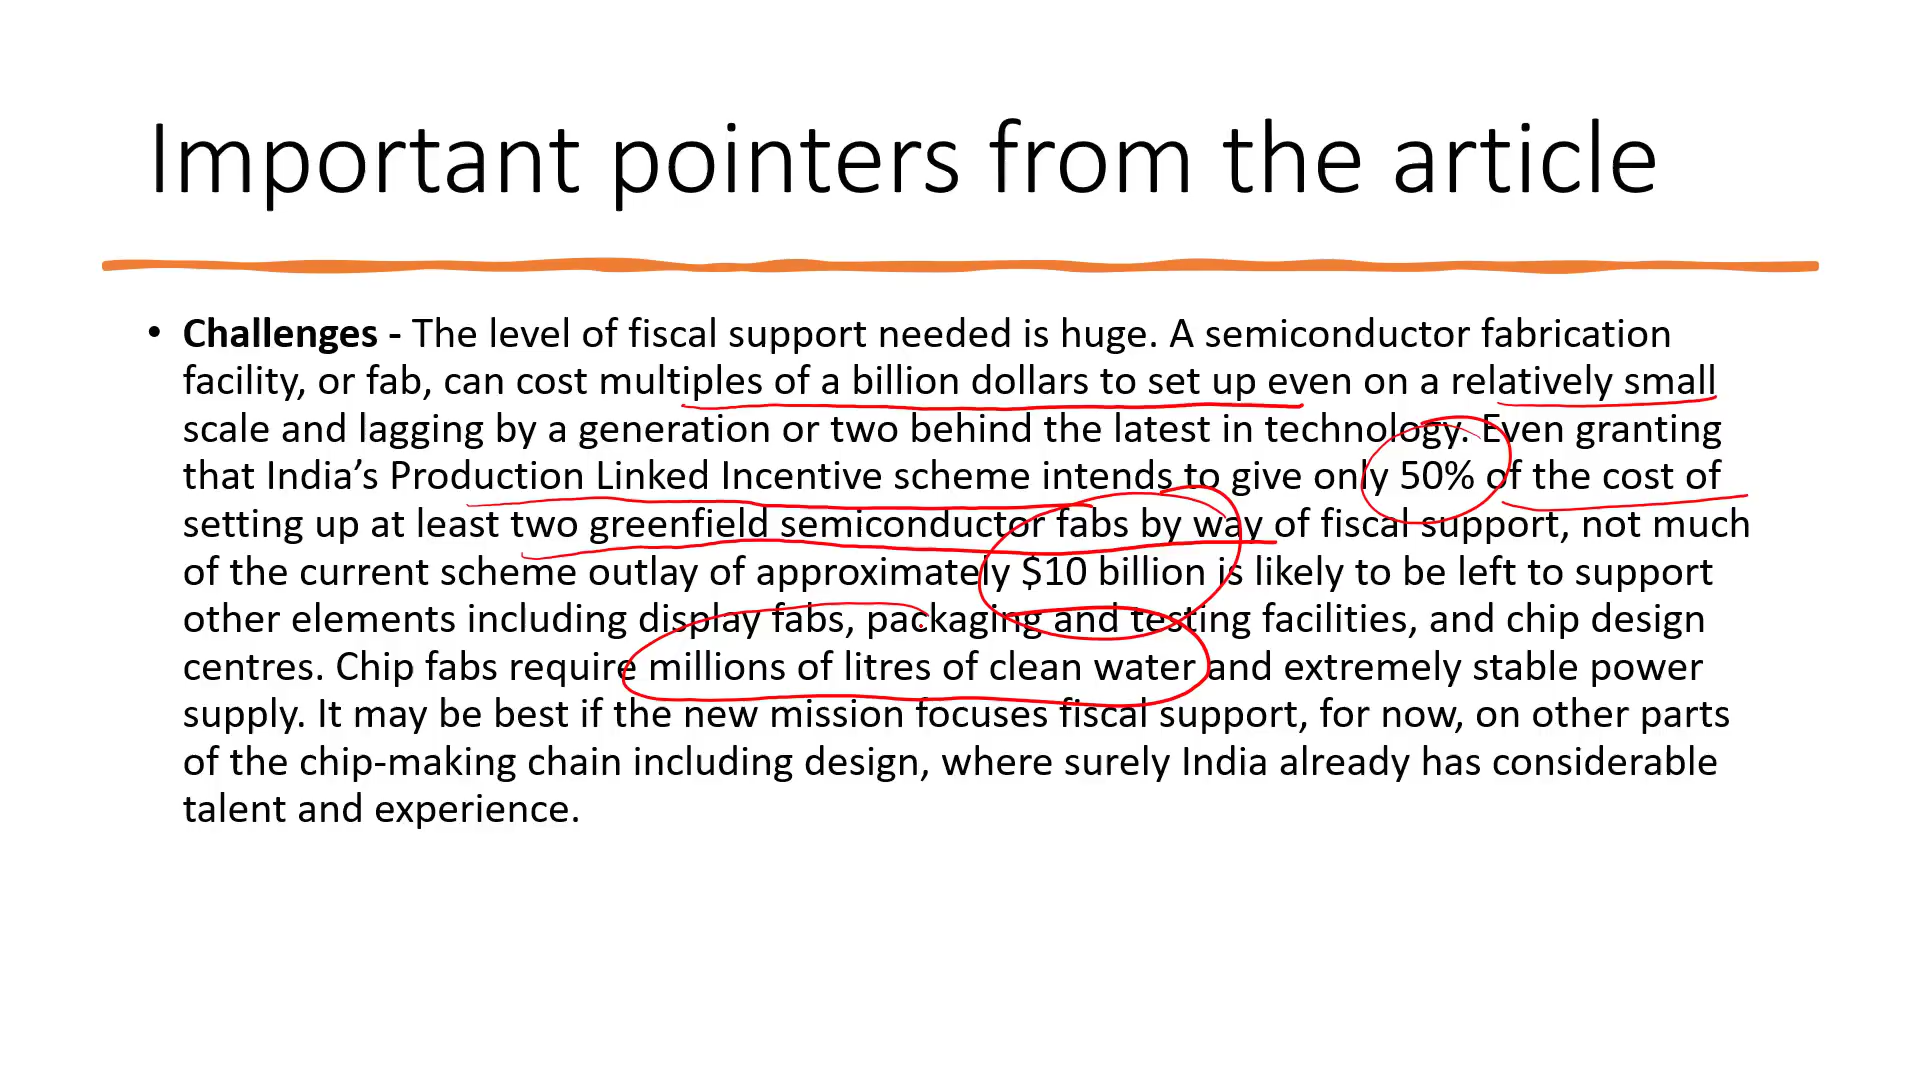 Important pointers from the article
• Challenges - The level of fiscal support needed is huge. A semiconductor fabrication
facility, or fab, can cost multiples of a billion dollars to set up even on a relatively small
scale and lagging by a generation or two behind the latest in technology. Even granting
that India’s Production Linked Incentive scheme intends to give only 50% of the cost of
setting up at least two greenfield semiconductor fabs by way of fiscal support, not much
of the current scheme outlay of approximately $10 billion is likely to be left to support
other elements including display fabs, packaging and testing facilities, and chip design
centres. Chip fabs require millions of litres of clean water and extremely stable power
supply. It may be best if the new mission focuses fiscal support, for now, on other parts
of the chip-making chain including design, where surely India already has considerable
talent and experience.